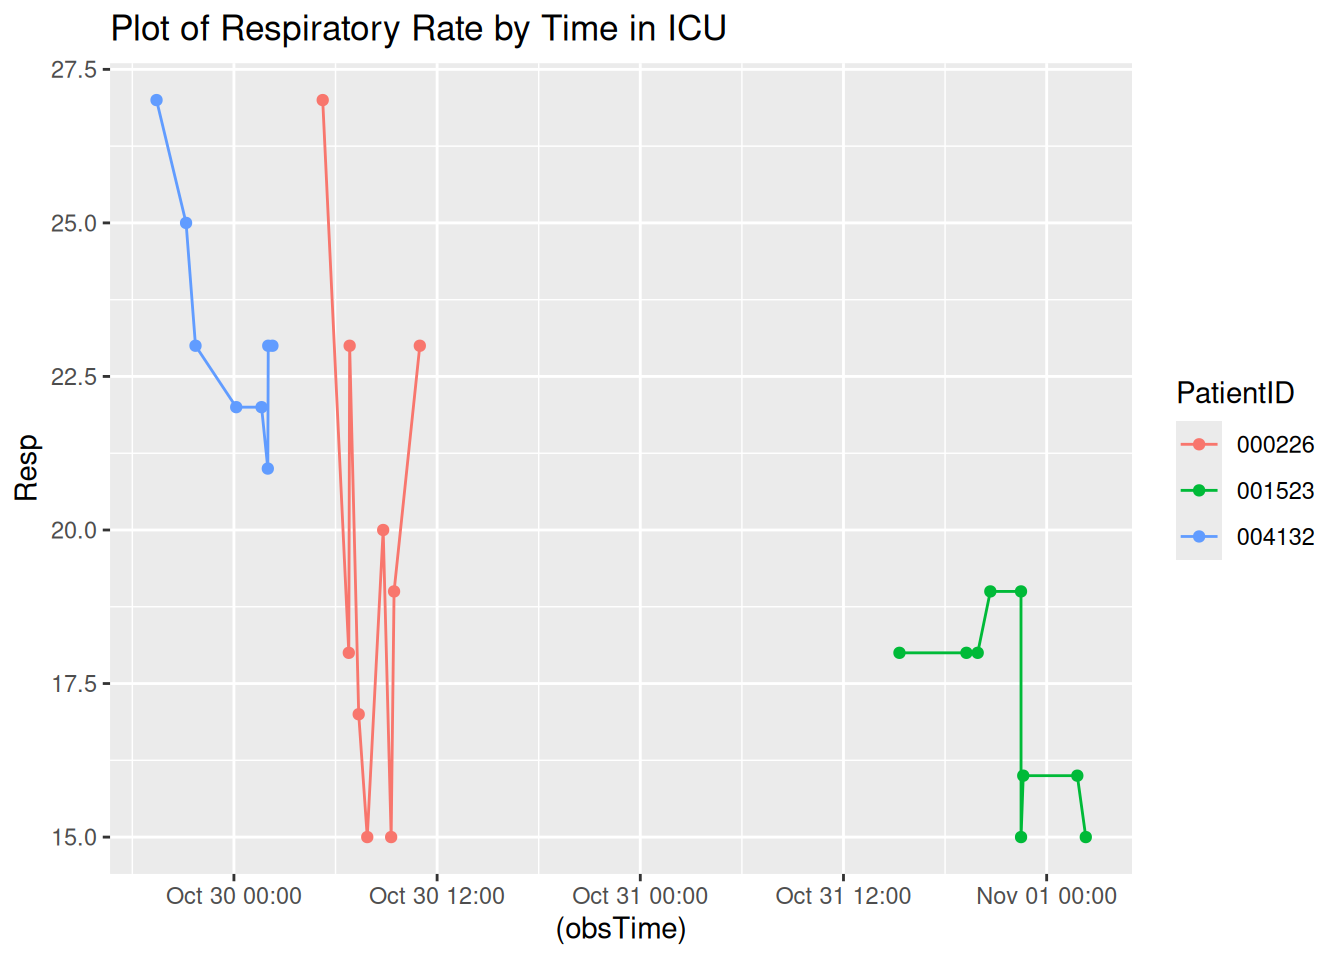 Plot of Respiratory Rate by Time in ICU
27.5
25.0
22.5
20.0
17.5
15.0
Resp
Oct 30 00:00 Oct 30 12:00 Oct 31 00:00 Oct 31 12:00 Nov 01 00:00
(obsTime)
PatientID
000226
001523
004132